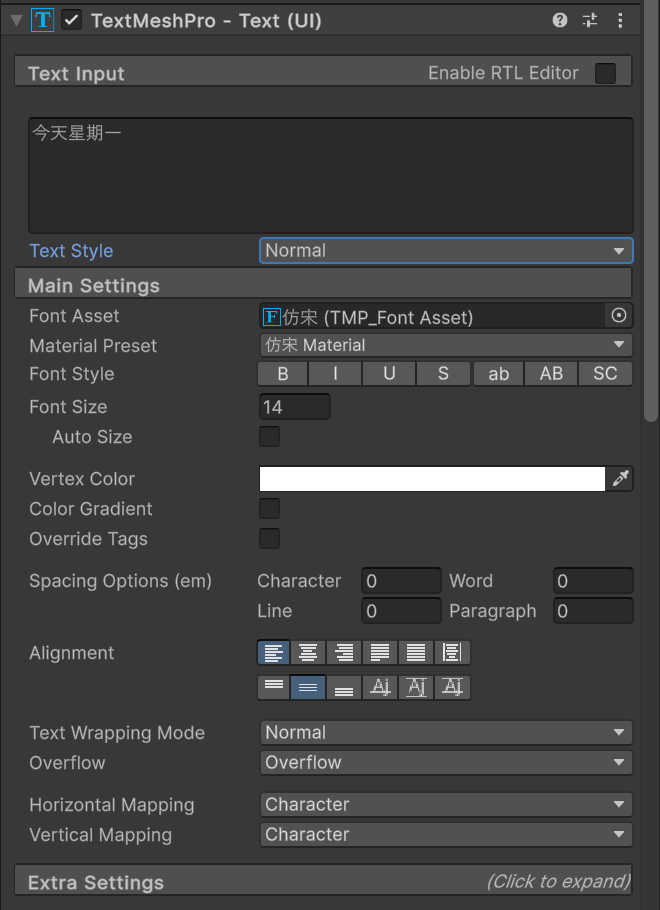 TextMeshPro - Text (UI)
Text Input Enable RTL Editor
今天星期一
Text Style Normal
Main Settings
Font Asset F仿宋 (TMP_Font Asset)
Material Preset 仿宋 Material
Font Style B I U S ab AB SC
Font Size 14
Auto Size
Vertex Color
Color Gradient
Override Tags
Spacing Options (em) Character 0 Word 0
Line 0 Paragraph 0
Alignment
Text Wrapping Mode Normal
Overflow Overflow
Horizontal Mapping Character
Vertical Mapping Character
Extra Settings (Click to expand)